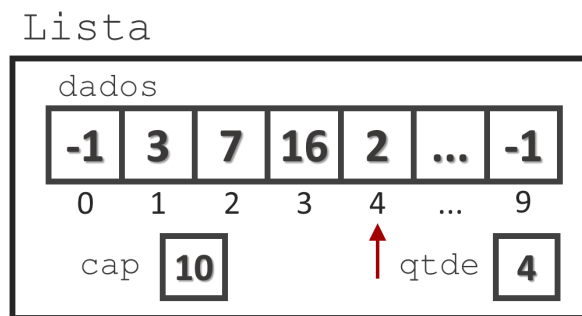 Lista
dados
-1 3 7 16 2 ... -1
0 1 2 3 4 ... 9
cap 10 qtde 4